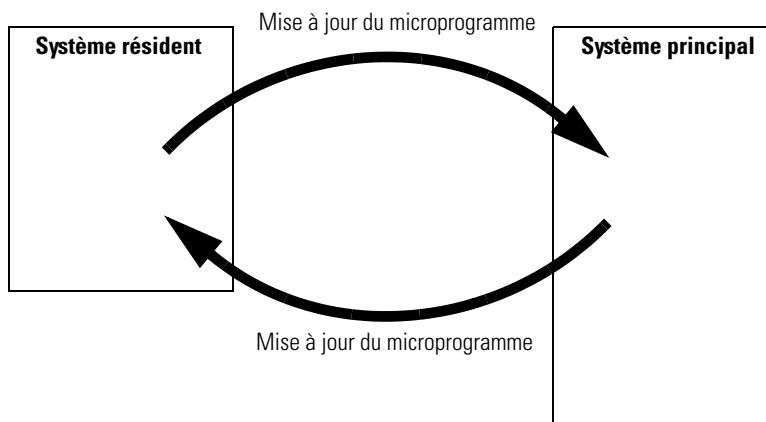 Mise à jour du microprogramme
Système résident
Système principal
Mise à jour du microprogramme